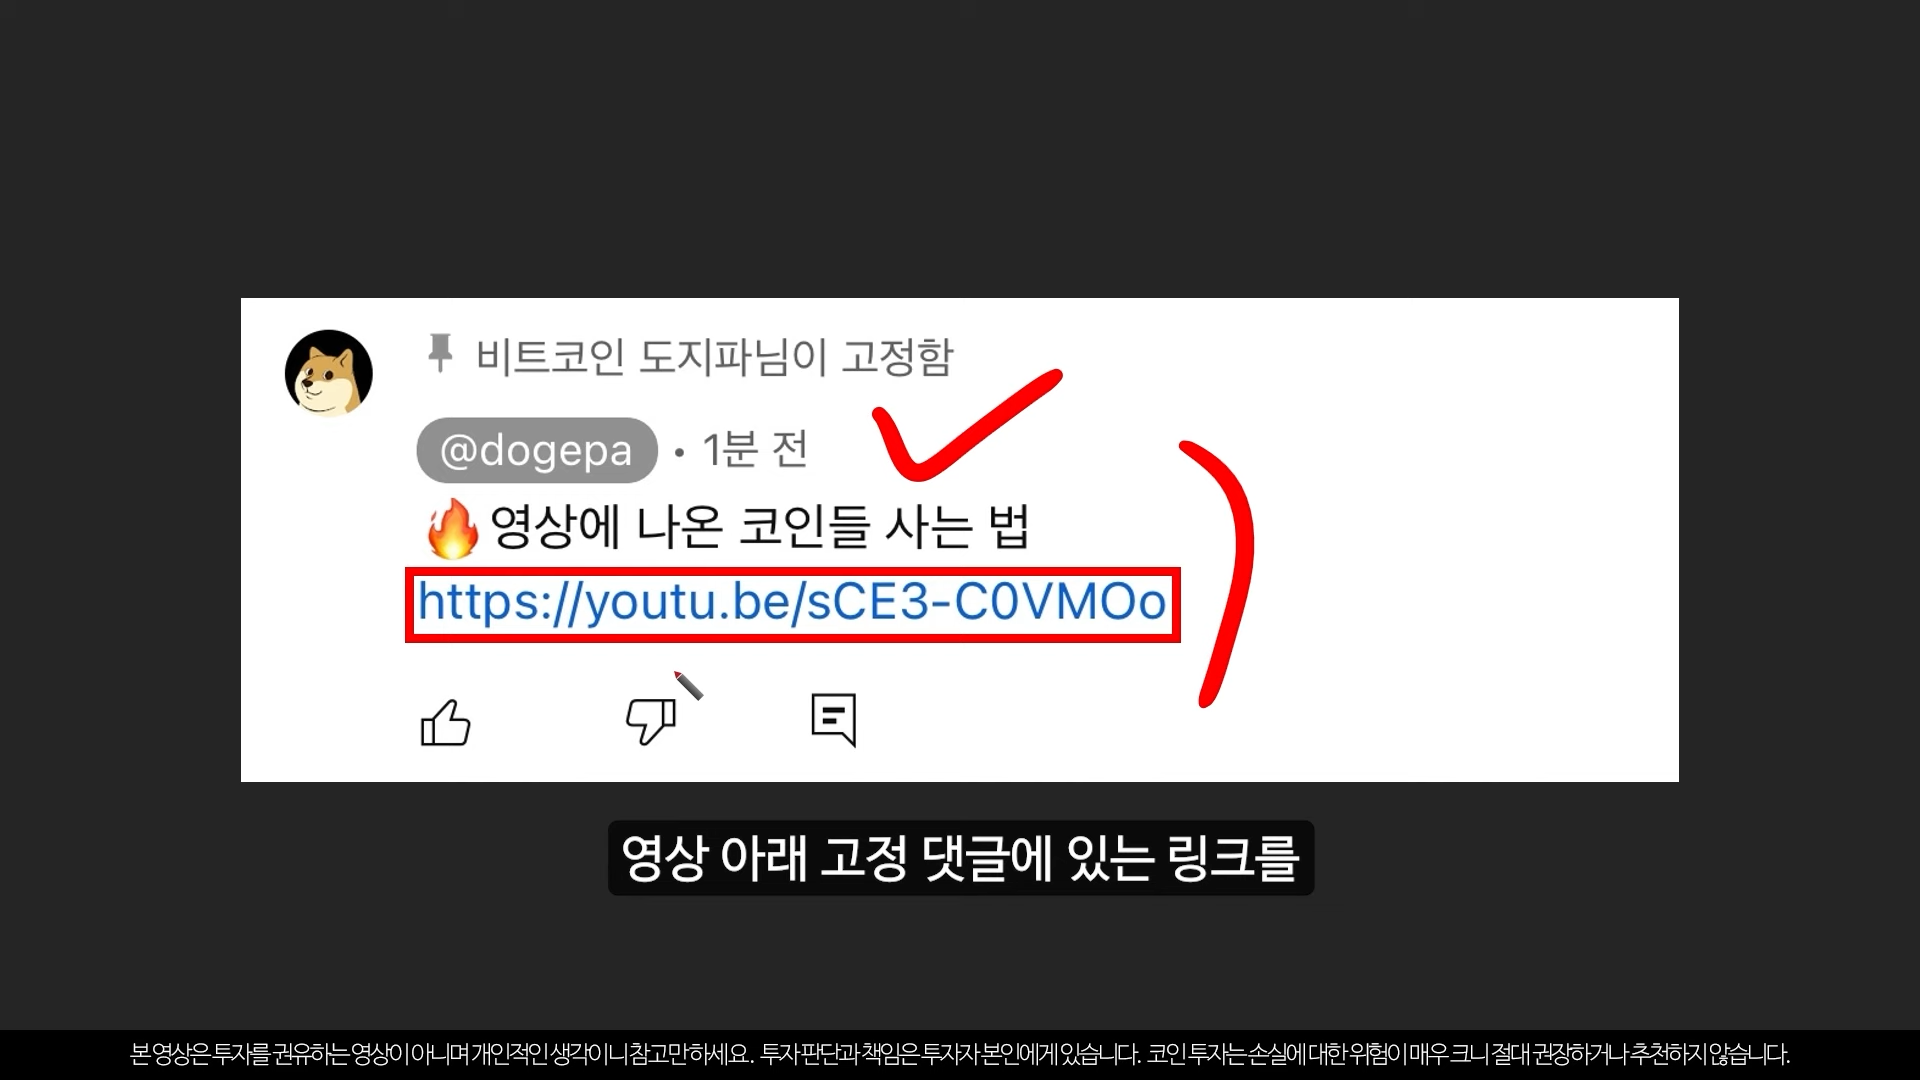 비트코인 도지파님이 고정함
@dogepa • 1분 전
🔥영상에 나온 코인들 사는 법
https://youtu.be/sCE3-C0VMOo
영상 아래 고정 댓글에 있는 링크를
본 영상은 투자를 권유하는 영상이 아니며 개인적인 생각이니 참고만 하세요. 투자 판단과 책임은 투자자 본인에게 있습니다. 코인 투자는 손실에 대한 위험이 매우 크니 절대 권장하거나 추천하지 않습니다.